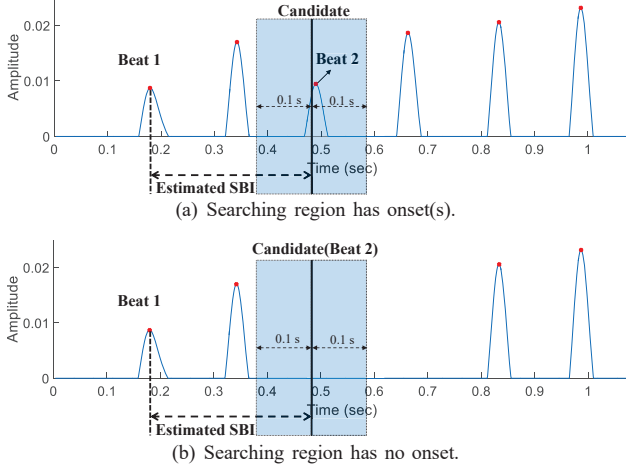 Candidate
0.02
Beat 1
Beat 2
Amplitude
0.01
0.1 s
0.1 s
0
0 0.1 0.2 0.3 0.4 0.5 0.6 0.7 0.8 0.9 1
Time (sec)
Estimated SBI
(a) Searching region has onset(s).
Candidate(Beat 2)
0.02
Beat 1
Amplitude
0.01
0.1 s
0.1 s
0
0 0.1 0.2 0.3 0.4 0.5 0.6 0.7 0.8 0.9 1
Time (sec)
Estimated SBI
(b) Searching region has no onset.